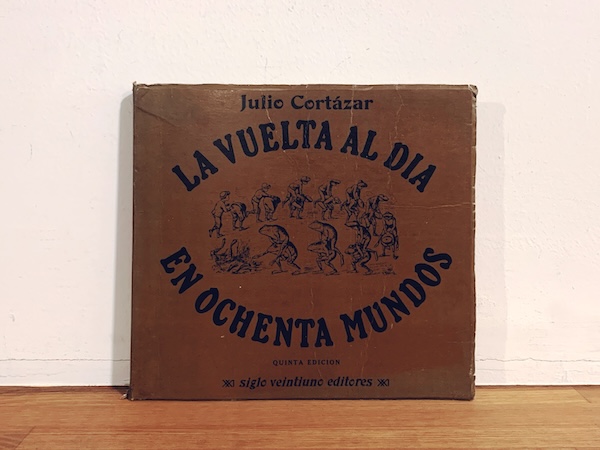 Julio Cortázar
LA VUELTA AL DIA
EN OCHENTA MUNDOS
QUINTA EDICION
siglo veintiuno editores